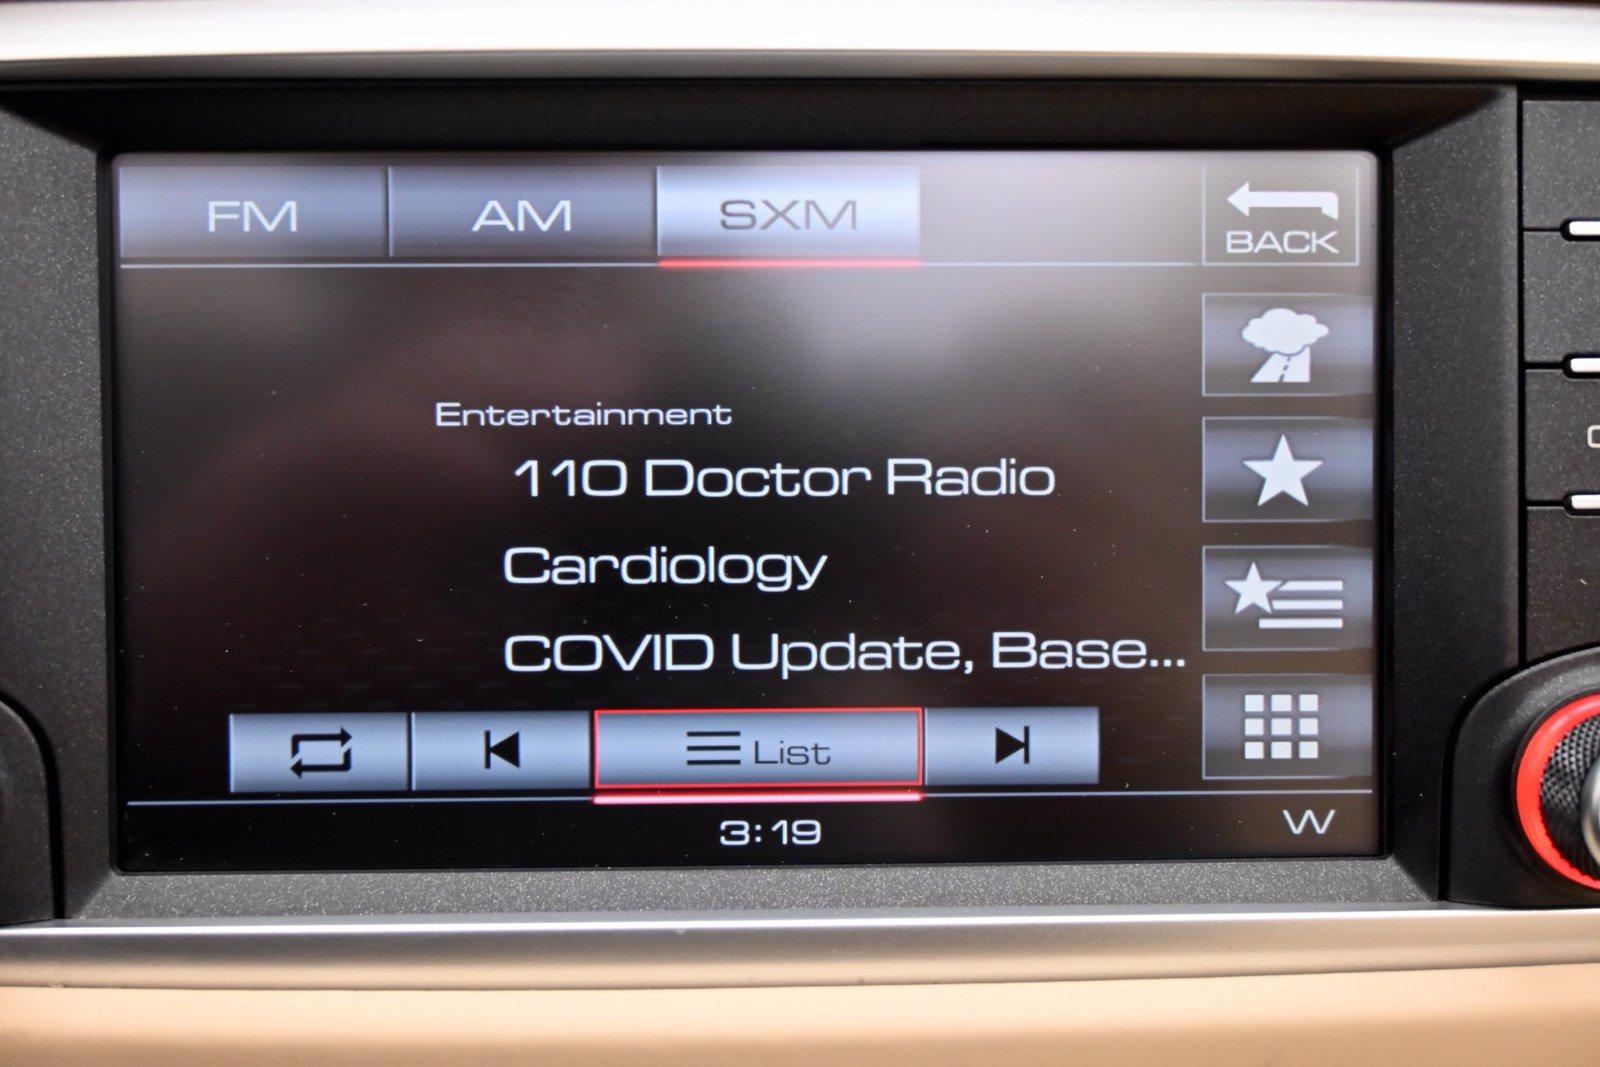 FM AM SXM
BACK
Entertainment
110 Doctor Radio
Cardiology
COVID Update, Base...
List
3:19
W